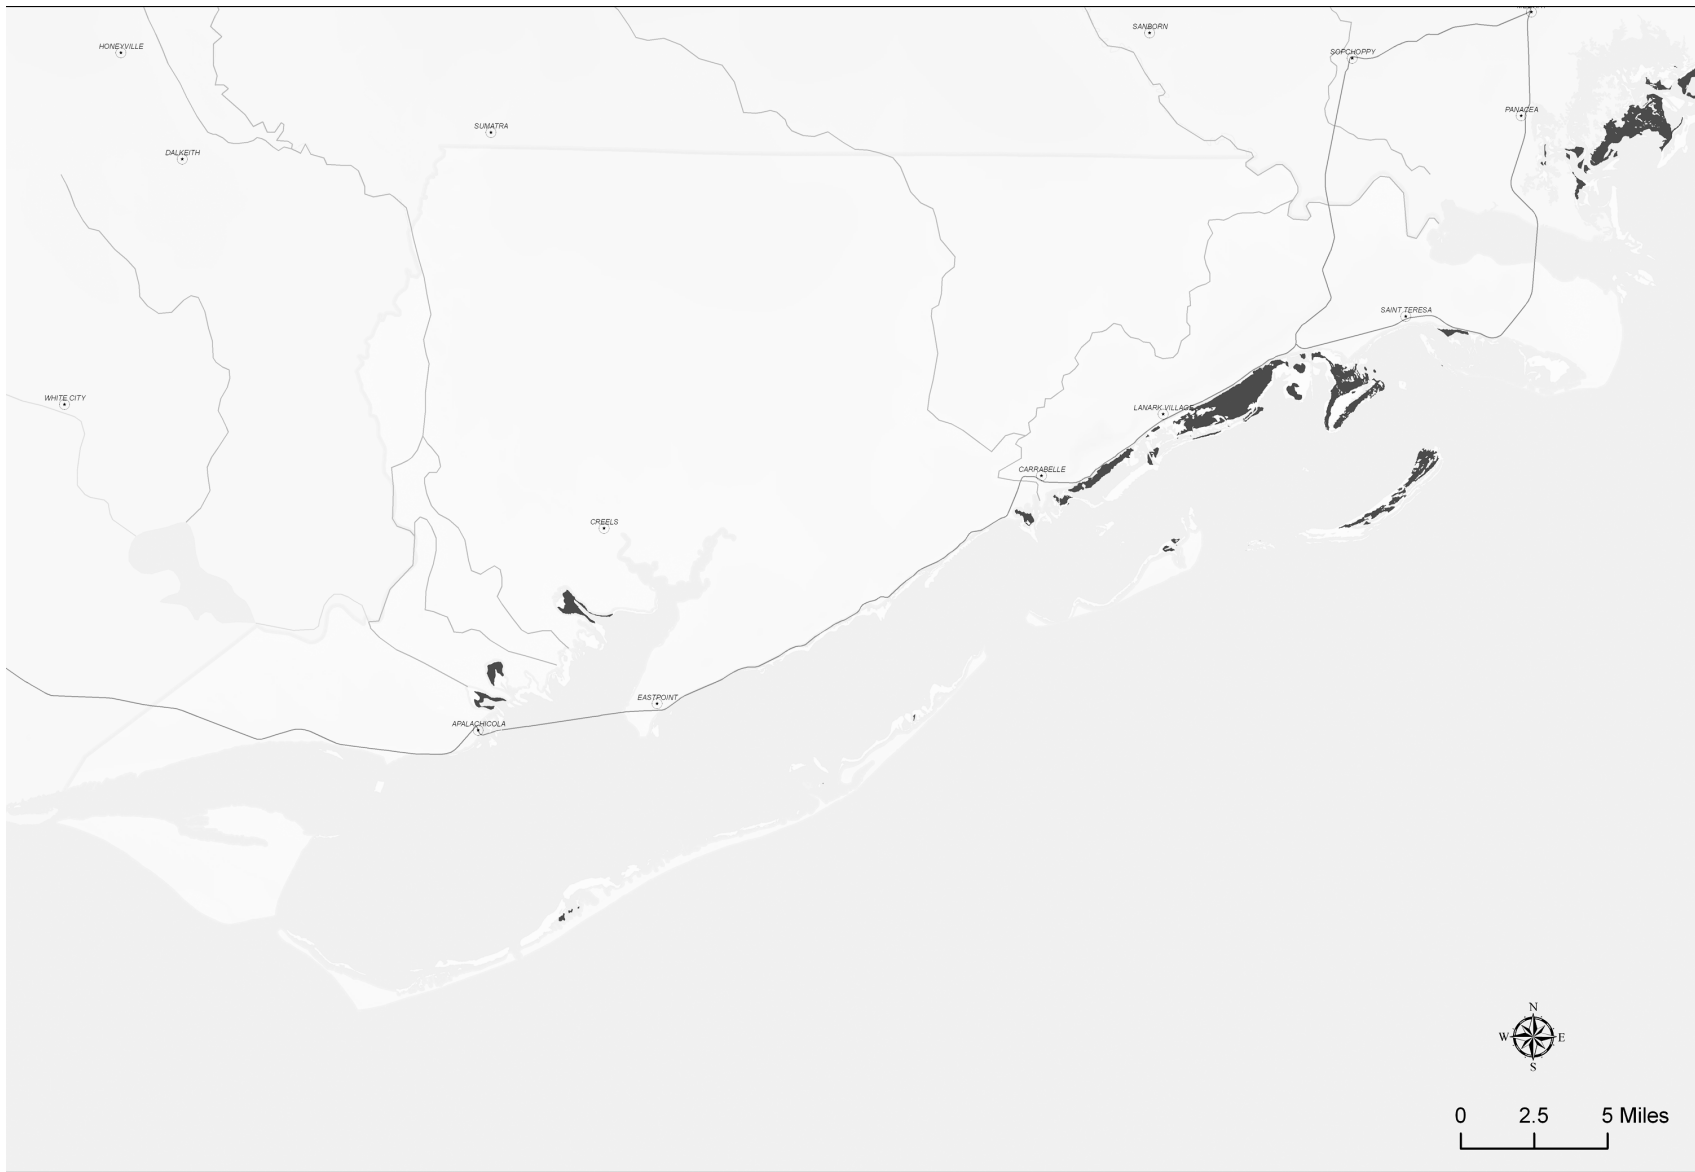 SANBORN
HONEYVILLE
SOPCHOPPY
PANACEA
SUMATRA
DALKEITH
SAINT TERESA
WHITE CITY
LANARK VILLAGE
CARRABELLE
CREELS
EASTPOINT
APALACHICOLA
N
W E
S
0 2.5 5 Miles